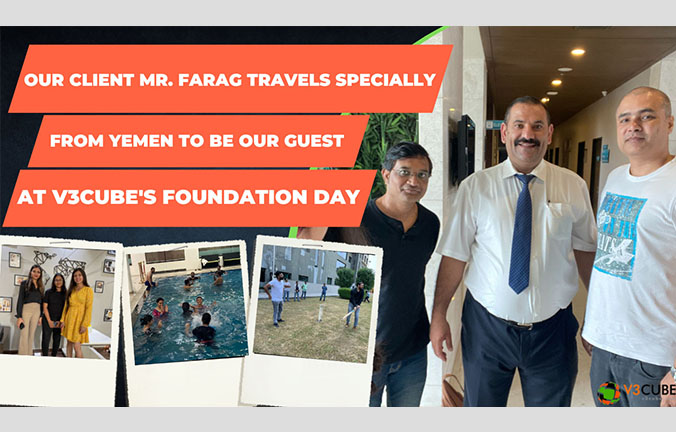 OUR CLIENT MR. FARAG TRAVELS SPECIALLY
FROM YEMEN TO BE OUR GUEST
AT V3CUBE'S FOUNDATION DAY
V3CUBE